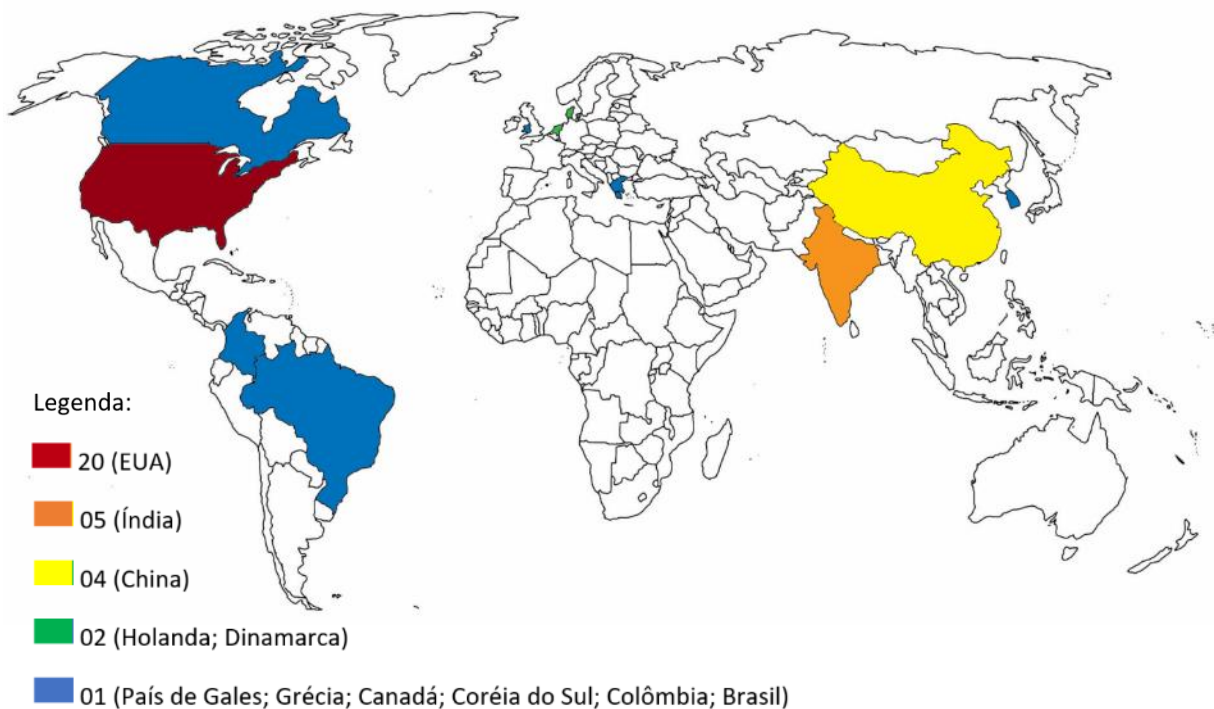 Legenda:
20 (EUA)
05 (Índia)
04 (China)
02 (Holanda; Dinamarca)
01 (País de Gales; Grécia; Canadá; Coréia do Sul; Colômbia; Brasil)